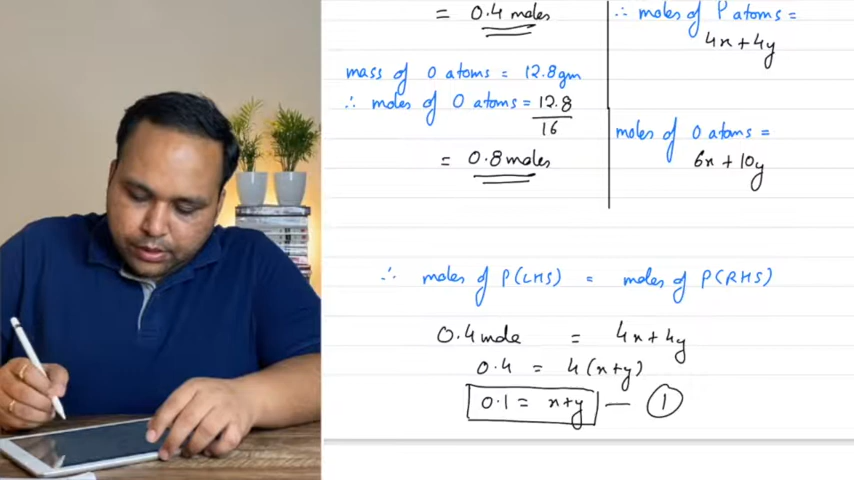 = 0.4 moles
mass of O atoms = 12.8gm
∴ moles of O atoms = 12.8
16
= 0.8 moles
∴ moles of P atoms =
4x+4y
moles of O atoms =
6x + 10y
∴ moles of P(LHS) = moles of P(RHS)
0.4 mole = 4x+4y
0.4 = 4(x+y)
0.1 = x+y — 1